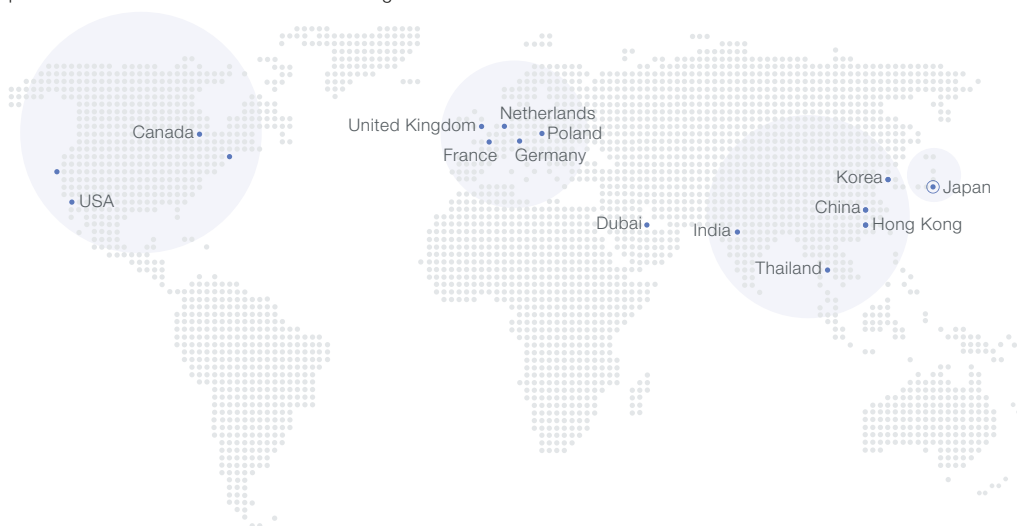 Netherlands
United Kingdom
Poland
Canada
France
Germany
Korea
Japan
USA
China
Dubai
India
Hong Kong
Thailand